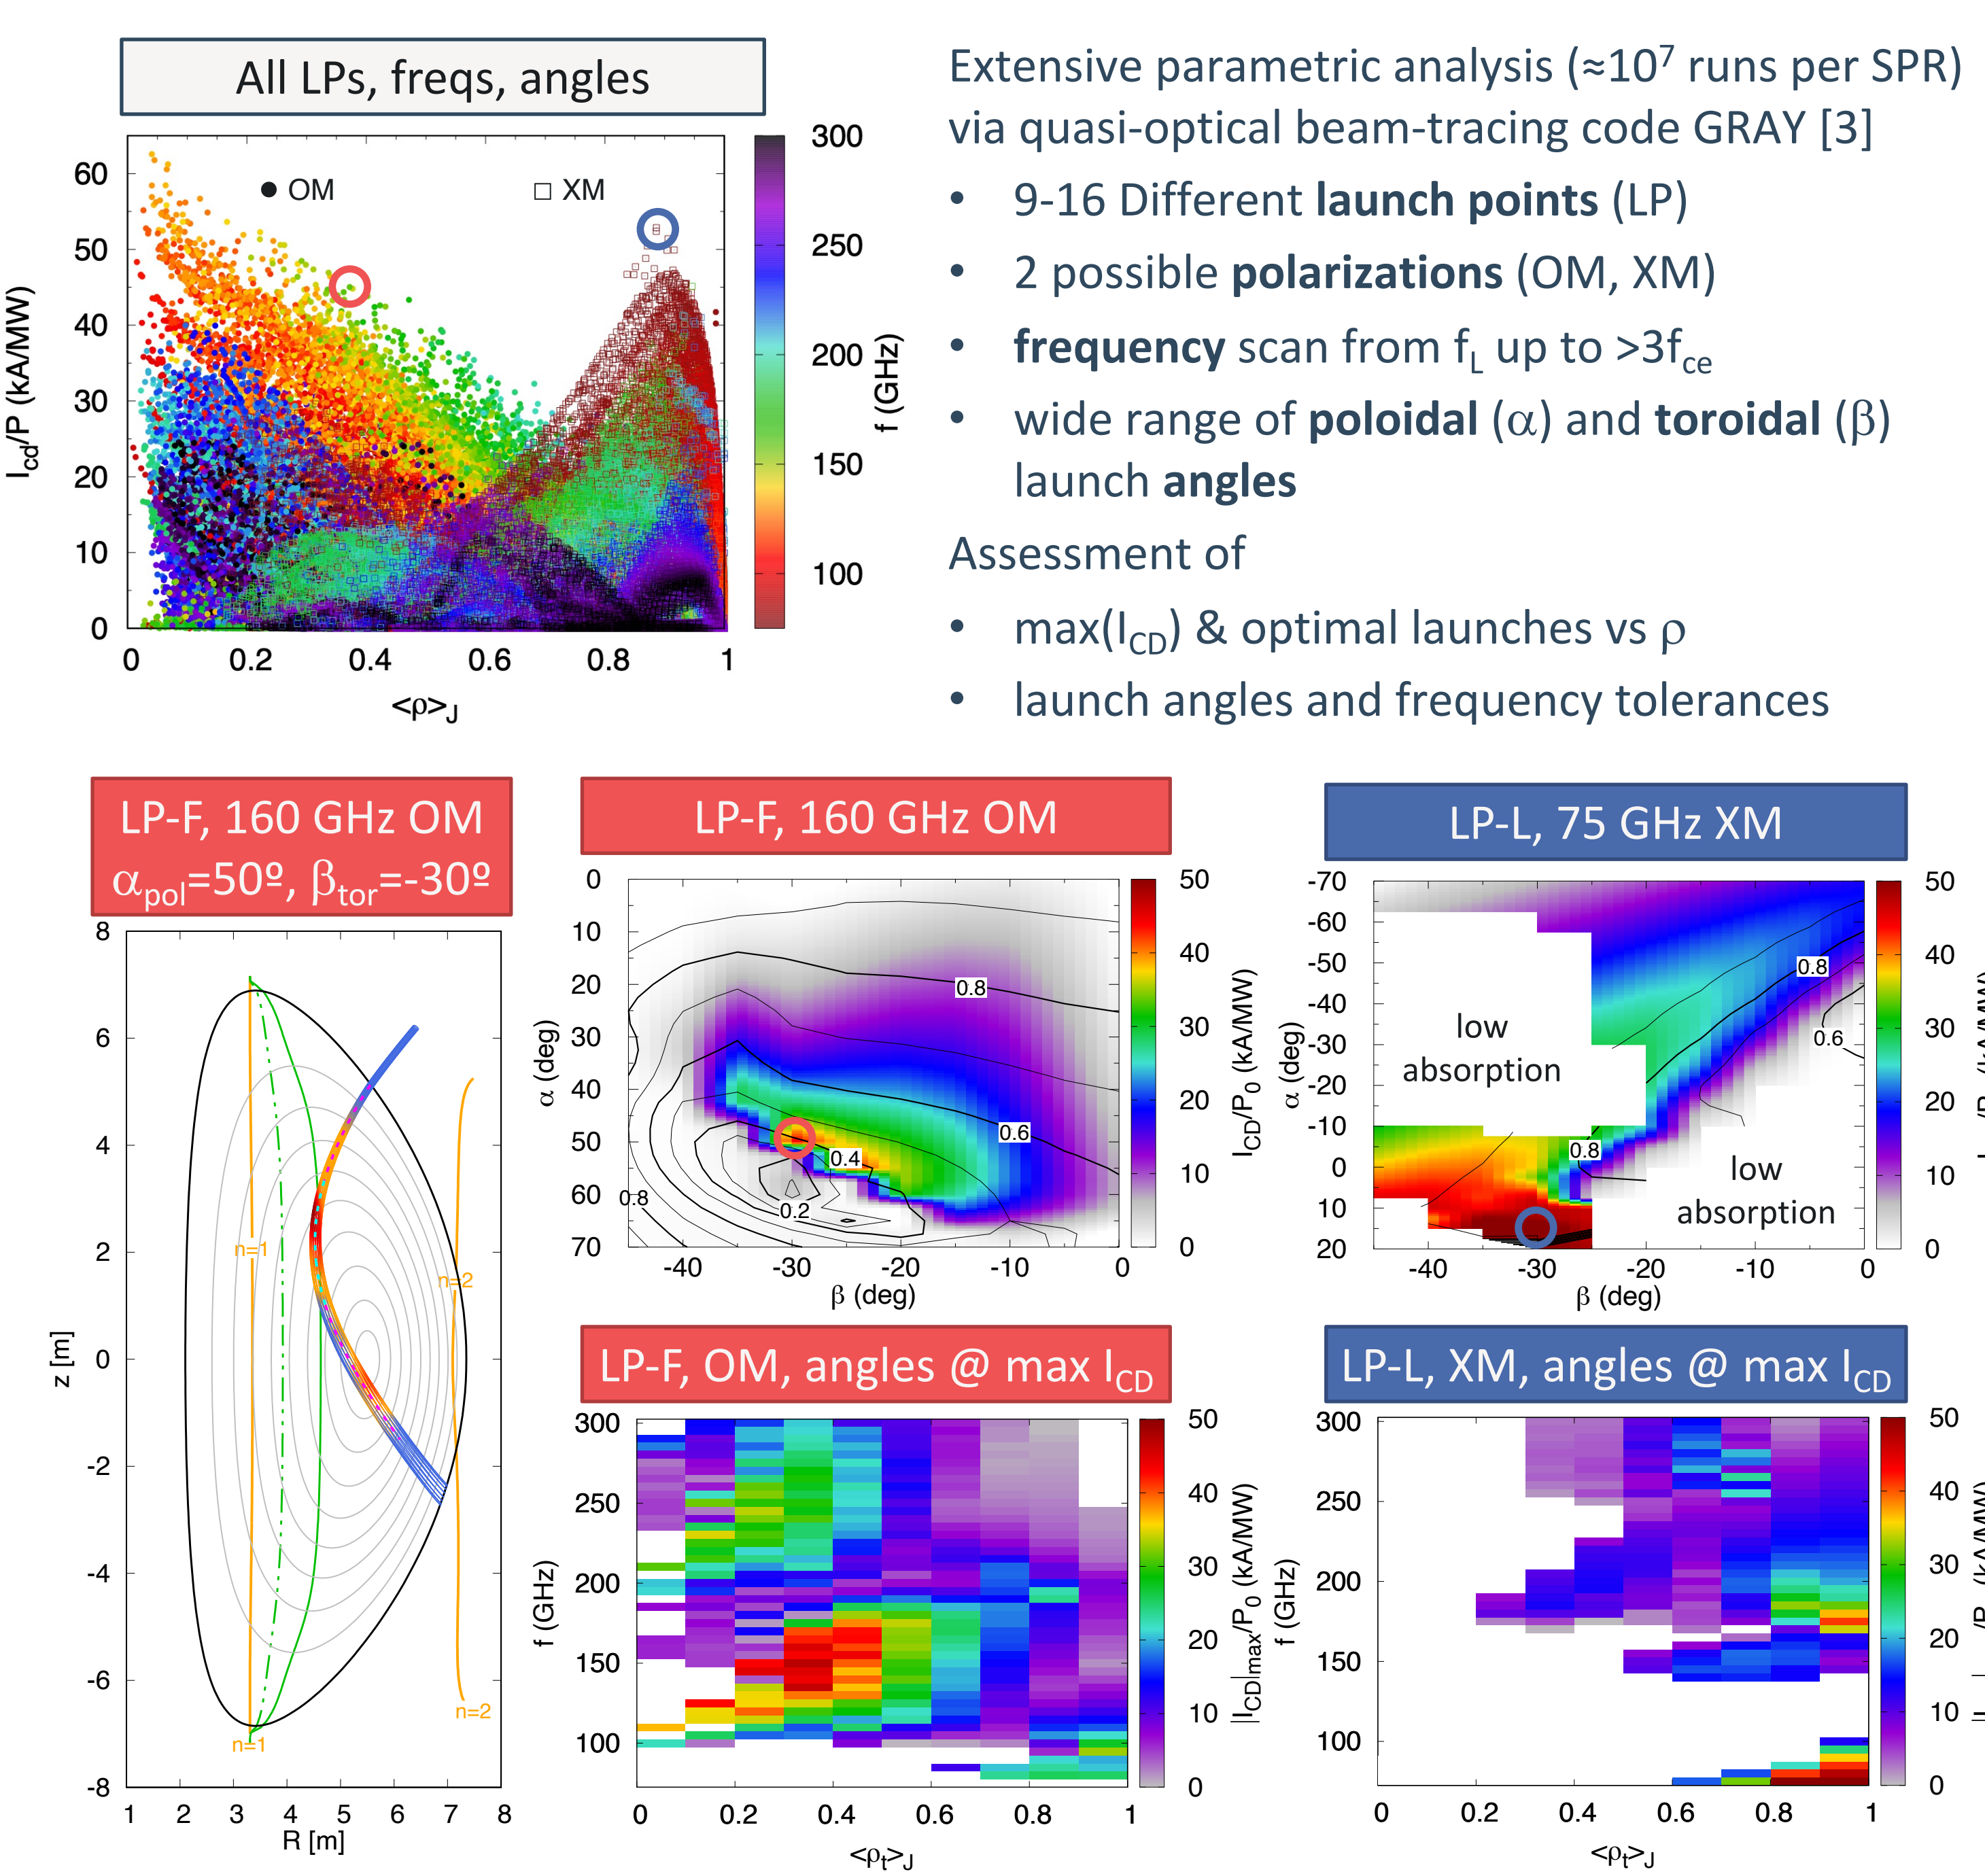 All LPs, freqs, angles
60
50
40
30
20
10
0
I_cd/P (kA/MW)
● OM
□ XM
0 0.2 0.4 0.6 0.8 1
<ρ>_J
300
250
200
150
100
f (GHz)
Extensive parametric analysis (≈10⁷ runs per SPR)
via quasi-optical beam-tracing code GRAY [3]
• 9-16 Different launch points (LP)
• 2 possible polarizations (OM, XM)
• frequency scan from f_L up to >3f_ce
• wide range of poloidal (α) and toroidal (β)
launch angles
Assessment of
• max(I_CD) & optimal launches vs ρ
• launch angles and frequency tolerances
LP-F, 160 GHz OM
α_pol=50º, β_tor=-30º
8
6
4
2
0
-2
-4
-6
-8
z [m]
n=1
n=2
n=2
n=1
1 2 3 4 5 6 7 8
R [m]
LP-F, 160 GHz OM
0
10
20
30
40
50
60
70
α (deg)
0.8
0.6
0.4
0.8
0.2
-40 -30 -20 -10 0
β (deg)
50
40
30
20
10
0
I_CD/P_0 (kA/MW)
LP-L, 75 GHz XM
-70
-60
-50
-40
-30
-20
-10
0
10
20
α (deg)
0.8
0.6
low
absorption
0.8
low
absorption
-40 -30 -20 -10 0
β (deg)
50
40
30
20
10
0
LP-F, OM, angles @ max I_CD
300
250
200
150
100
f (GHz)
0 0.2 0.4 0.6 0.8 1
<ρ_t>_J
50
40
30
20
10
0
|I_CD|_max/P_0 (kA/MW)
LP-L, XM, angles @ max I_CD
300
250
200
150
100
f (GHz)
0 0.2 0.4 0.6 0.8 1
<ρ_t>_J
50
40
30
20
10
0